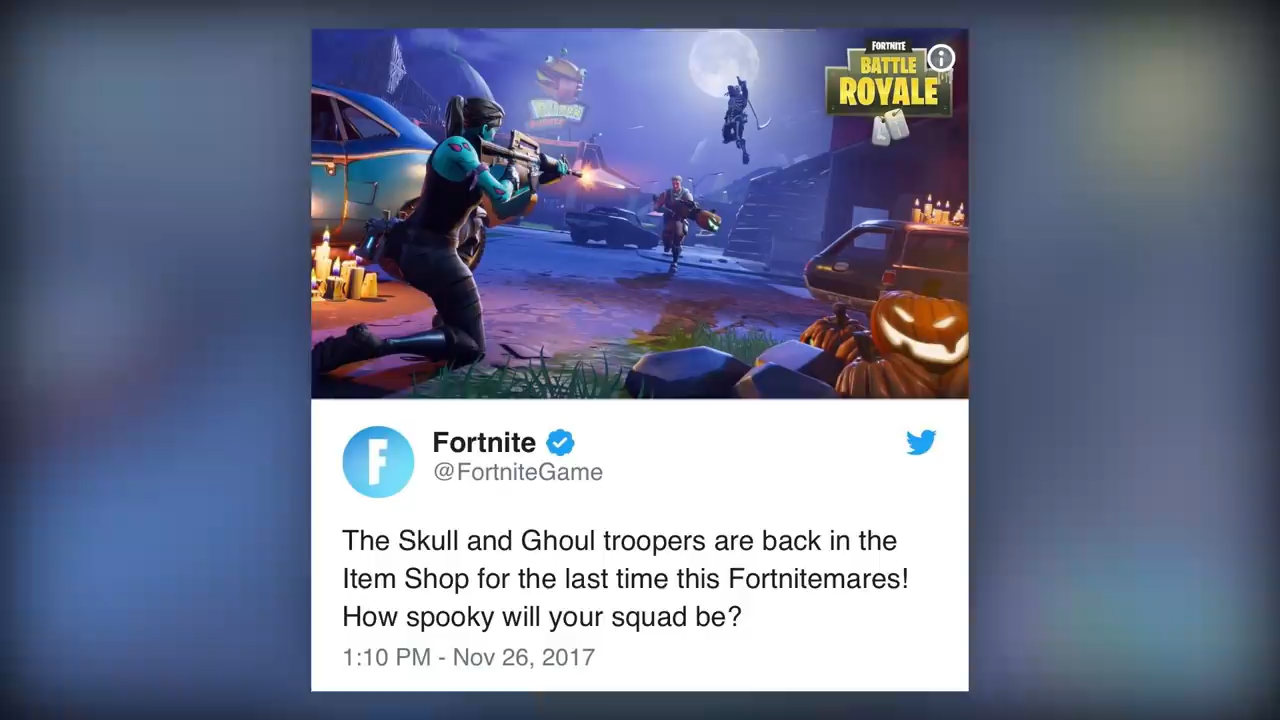 FORTNITE
BATTLE
ROYALE
Fortnite
@FortniteGame
The Skull and Ghoul troopers are back in the
Item Shop for the last time this Fortnitemares!
How spooky will your squad be?
1:10 PM - Nov 26, 2017